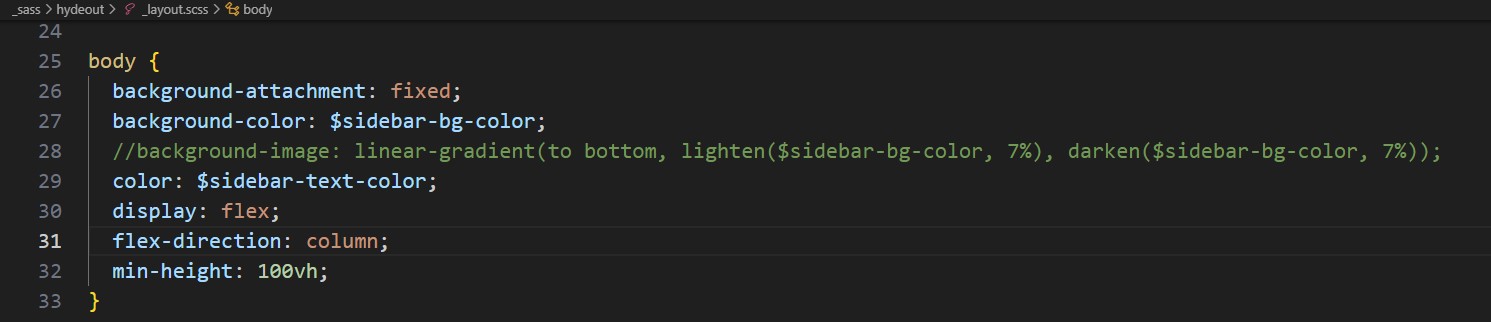 _sass > hydeout > _layout.scss > body
24
25 body {
26 background-attachment: fixed;
27 background-color: $sidebar-bg-color;
28 //background-image: linear-gradient(to bottom, lighten($sidebar-bg-color, 7%), darken($sidebar-bg-color, 7%));
29 color: $sidebar-text-color;
30 display: flex;
31 flex-direction: column;
32 min-height: 100vh;
33 }